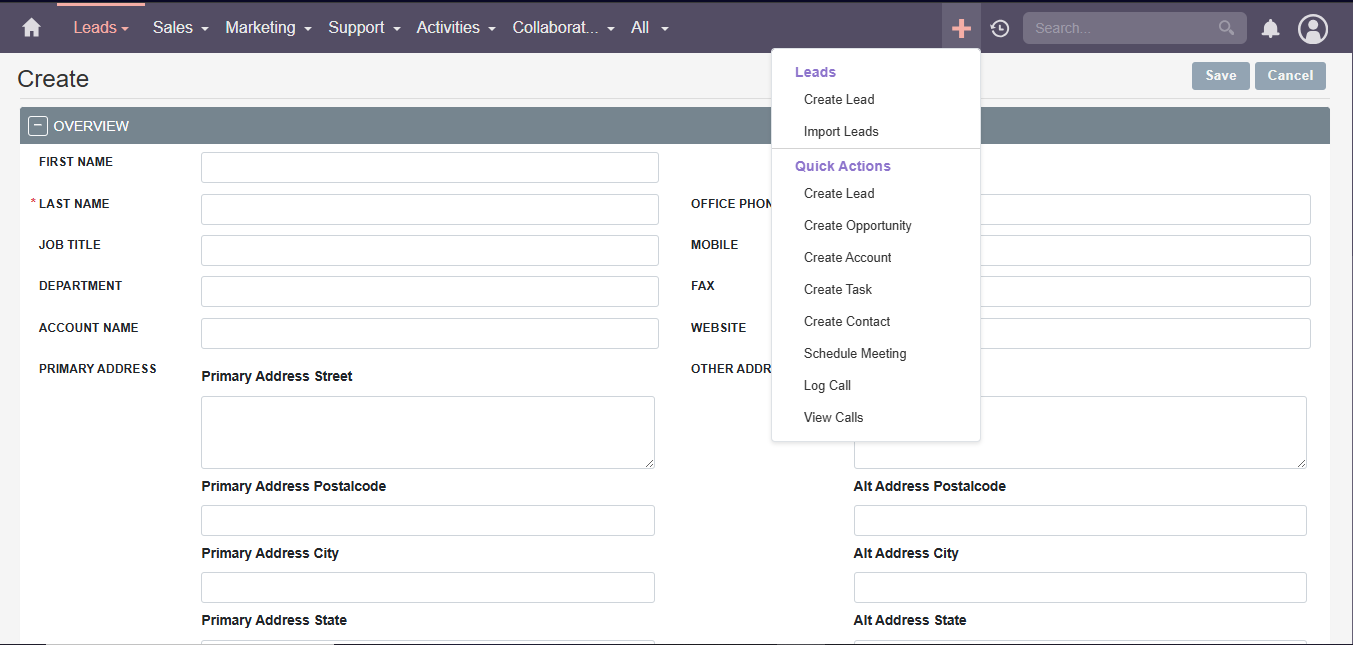 Leads Sales Marketing Support Activities Collaborat... All Search...
Create Save Cancel
OVERVIEW
Leads
Create Lead
Import Leads
Quick Actions
Create Lead
Create Opportunity
Create Account
Create Task
Create Contact
Schedule Meeting
Log Call
View Calls
FIRST NAME
* LAST NAME
OFFICE PHON
JOB TITLE
MOBILE
DEPARTMENT
FAX
ACCOUNT NAME
WEBSITE
PRIMARY ADDRESS
Primary Address Street
OTHER ADDR
Primary Address Postalcode
Alt Address Postalcode
Primary Address City
Alt Address City
Primary Address State
Alt Address State